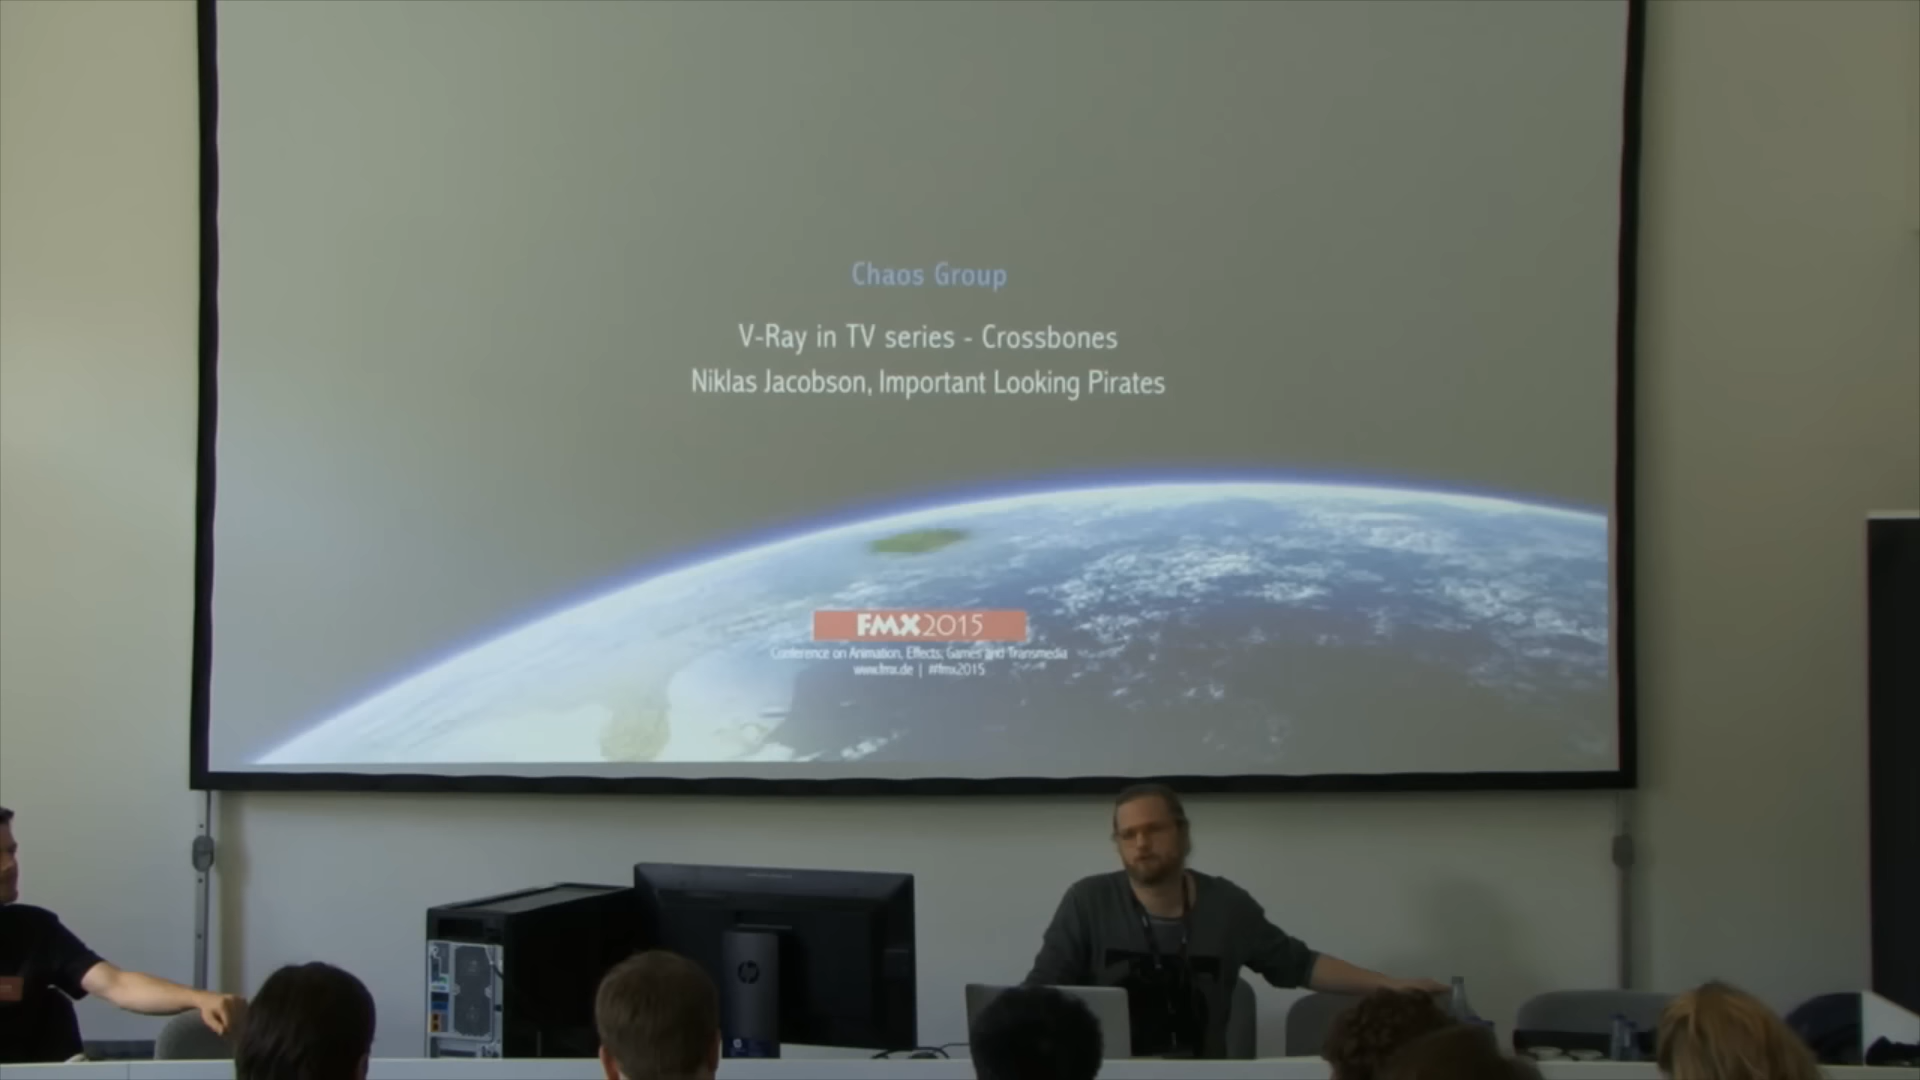 Chaos Group
V-Ray in TV series - Crossbones
Niklas Jacobson, Important Looking Pirates
FMX2015
Conference on Animation, Effects, Games and Transmedia
www.fmx.de | #fmx2015
hp